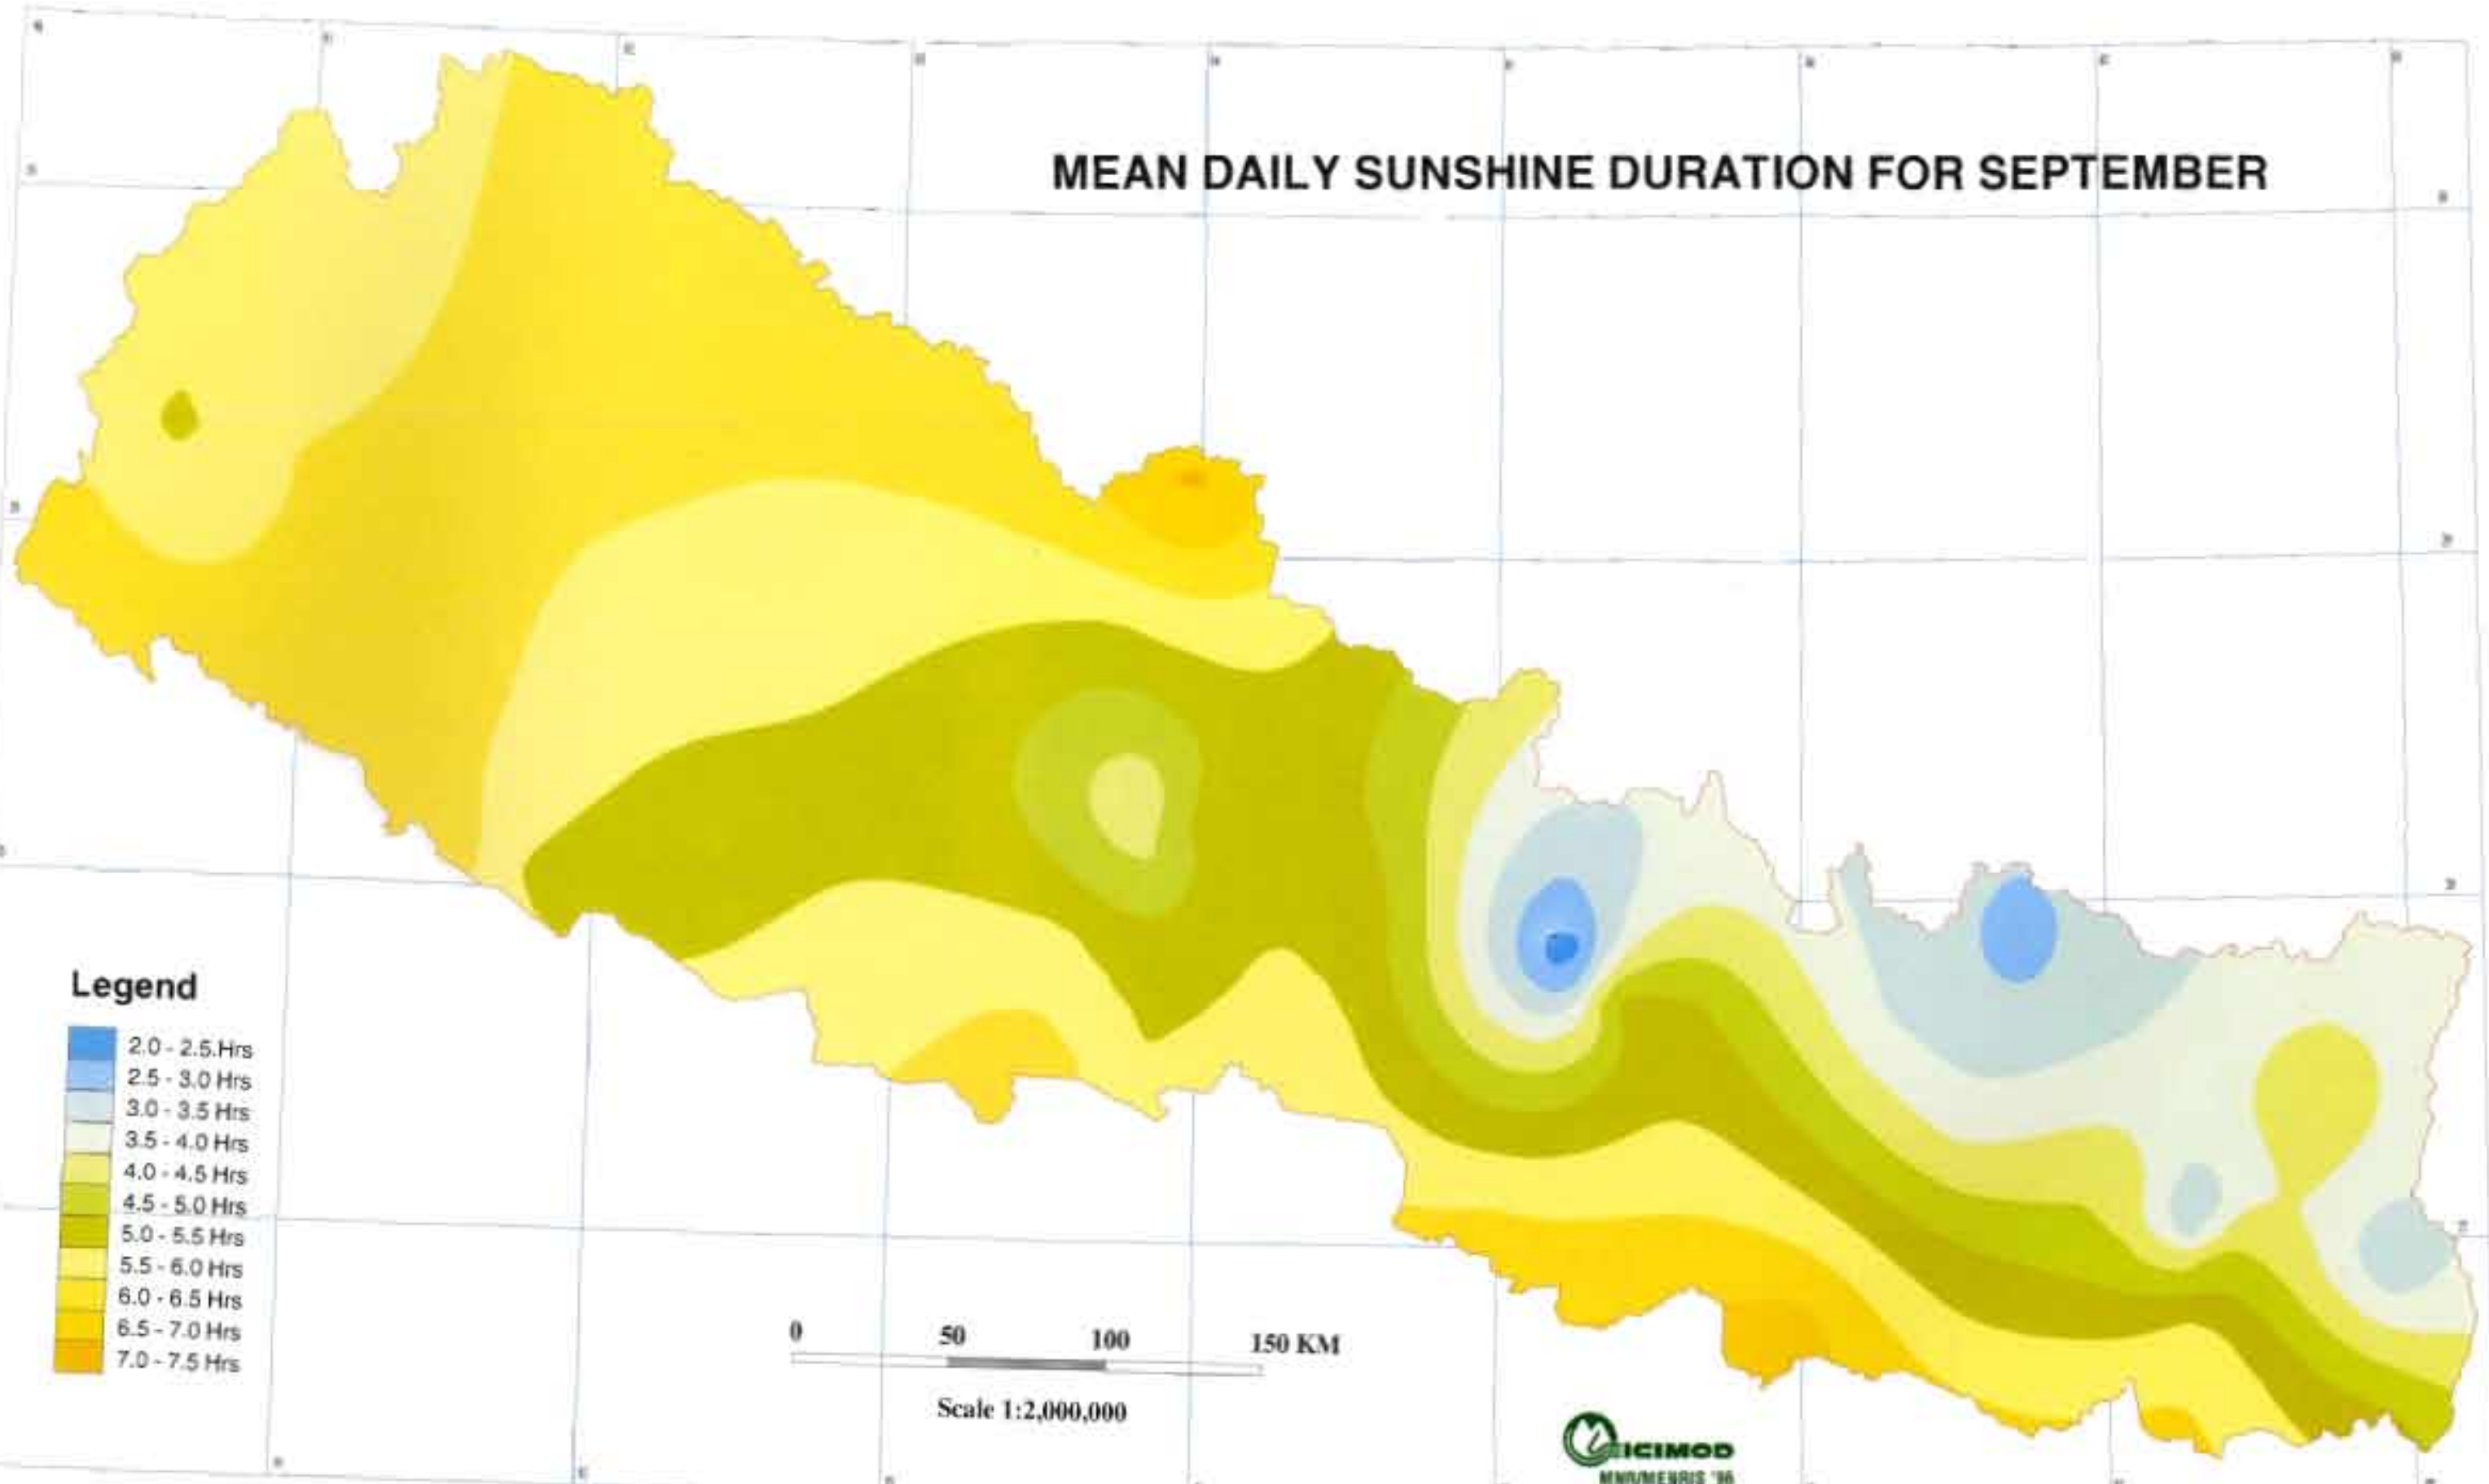 MEAN DAILY SUNSHINE DURATION FOR SEPTEMBER
Legend
2.0 - 2.5.Hrs
2.5 - 3.0 Hrs
3.0 - 3.5 Hrs
3.5 - 4.0 Hrs
4.0 - 4.5 Hrs
4.5 - 5.0 Hrs
5.0 - 5.5 Hrs
5.5 - 6.0 Hrs
6.0 - 6.5 Hrs
6.5 - 7.0 Hrs
7.0 - 7.5 Hrs
0 50 100 150 KM
Scale 1:2,000,000
ICIMOD
MNR/MENRIS '96